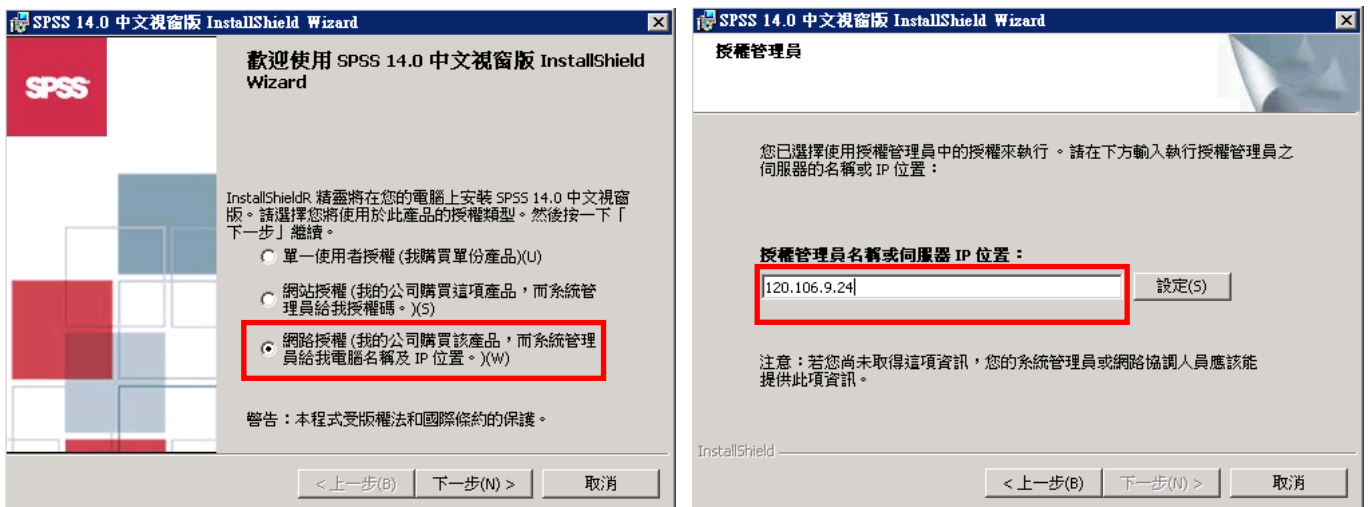 SPSS 14.0 中文視窗版 InstallShield Wizard
SPSS
歡迎使用 SPSS 14.0 中文視窗版 InstallShield
Wizard
InstallShieldR 精靈將在您的電腦上安裝 SPSS 14.0 中文視窗
版。請選擇您將使用於此產品的授權類型。然後按一下「
下一步」繼續。
單一使用者授權 (我購買單份產品)(U)
網站授權 (我的公司購買這項產品，而系統管
理員給我授權碼。)(S)
網路授權 (我的公司購買該產品，而系統管理
員給我電腦名稱及 IP 位置。)(W)
警告：本程式受版權法和國際條約的保護。
< 上一步(B)
下一步(N) >
取消
SPSS 14.0 中文視窗版 InstallShield Wizard
授權管理員
您已選擇使用授權管理員中的授權來執行。請在下方輸入執行授權管理員之
伺服器的名稱或 IP 位置：
授權管理員名稱或伺服器 IP 位置：
120.106.9.24
設定(S)
注意：若您尚未取得這項資訊，您的系統管理員或網路協調人員應該能
提供此項資訊。
InstallShield
< 上一步(B)
下一步(N) >
取消